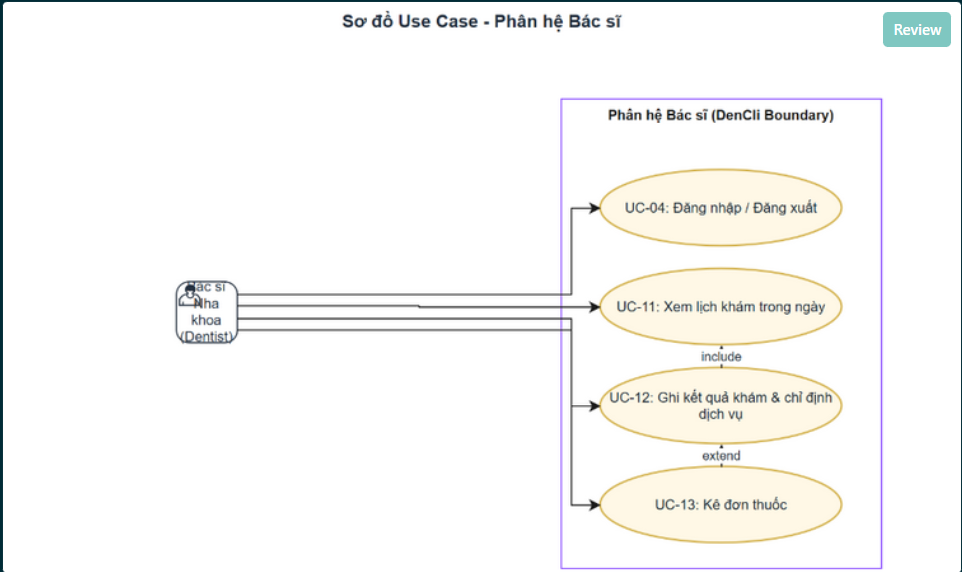 Sơ đồ Use Case - Phân hệ Bác sĩ
Review
Phân hệ Bác sĩ (DenCli Boundary)
UC-04: Đăng nhập / Đăng xuất
Bác sĩ
Nha
khoa
(Dentist)
UC-11: Xem lịch khám trong ngày
include
UC-12: Ghi kết quả khám & chỉ định
dịch vụ
extend
UC-13: Kê đơn thuốc